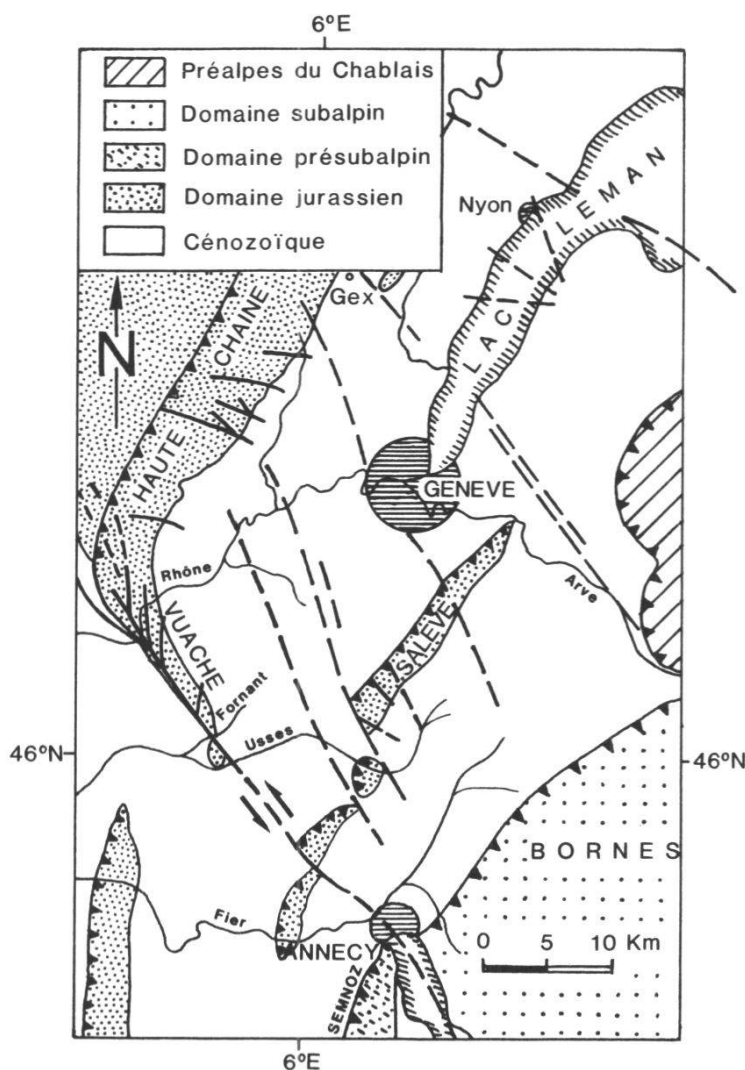 6°E
Préalpes du Chablais
Domaine subalpin
Domaine présubalpin
Domaine jurassien
Cénozoïque
N
HAUTE CHAINE
Gex
Nyon
LAC LEMAN
GENEVE
Rhône
Arve
VUACHE
SALEVE
Fornant
Usses
46°N
46°N
BORNES
Fier
ANNECY
0 5 10 Km
SEMNOZ
6°E